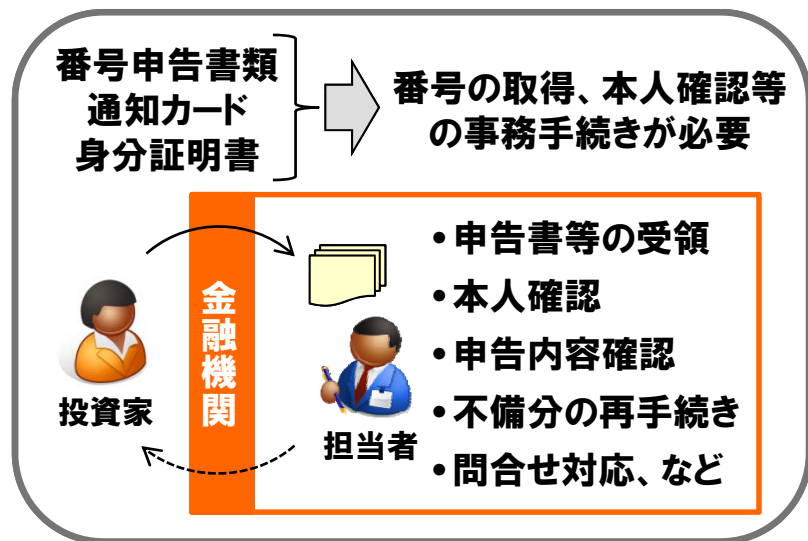 番号申告書類
通知カード
身分証明書
番号の取得、本人確認等
の事務手続きが必要
金融機関
投資家
担当者
•申告書等の受領
•本人確認
•申告内容確認
•不備分の再手続き
•問合せ対応、など